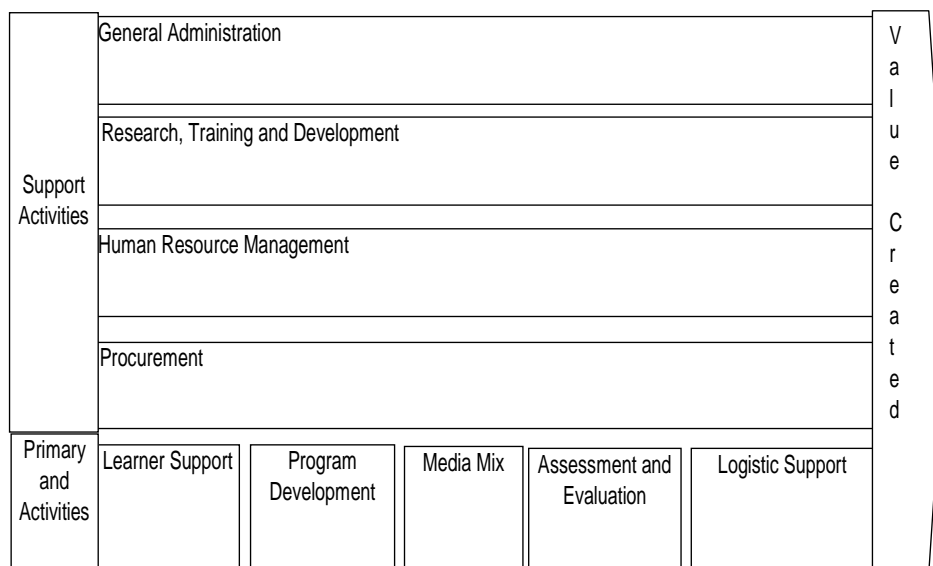 General Administration
Research, Training and Development
Support
Activities
Human Resource Management
Procurement
Primary
and
Activities
Learner Support
Program
Development
Media Mix
Assessment and
Evaluation
Logistic Support
V
a
l
u
e
C
r
e
a
t
e
d